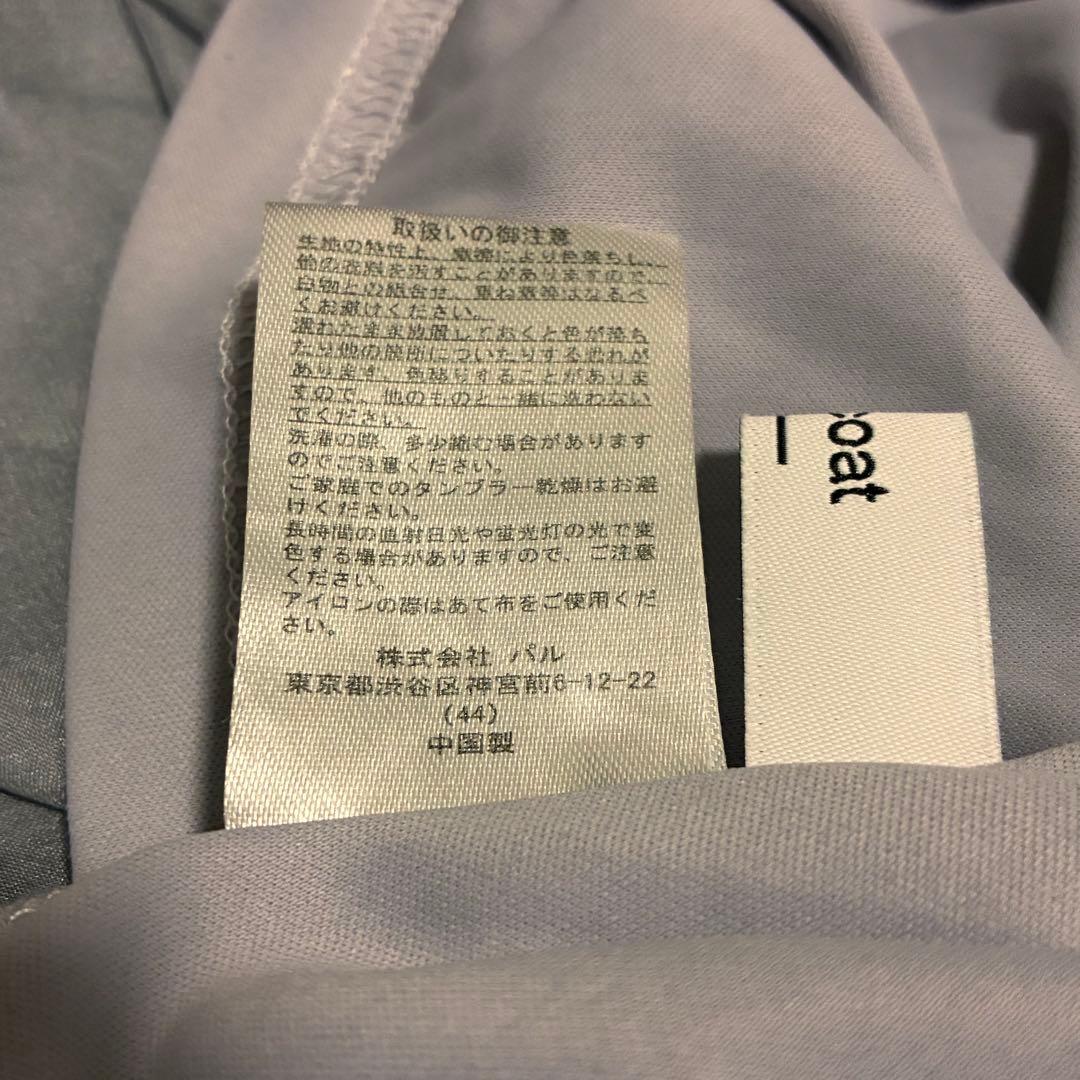 取扱いの御注意
生地の特性上、摩擦により色落ちし、
他の衣料を汚すことがありますので
白物上の組合せ、重ね着等はなるべ
くお避けください。
濡れたまま放置しておくと色が落ち
たり他の箇所についたりする恐れが
あります。色移りすることがありま
すので、他のものと一緒に洗わない
でください。
洗濯の際、多少縮む場合があります
のでご注意ください。
ご家庭でのタンブラー乾燥はお避
けください。
長時間の直射日光や蛍光灯の光で変
色する場合がありますので、ご注意
ください。
アイロンの際はあて布をご使用くだ
さい。
株式会社 パル
東京都渋谷区神宮前6-12-22
(44)
中国製
coat
L